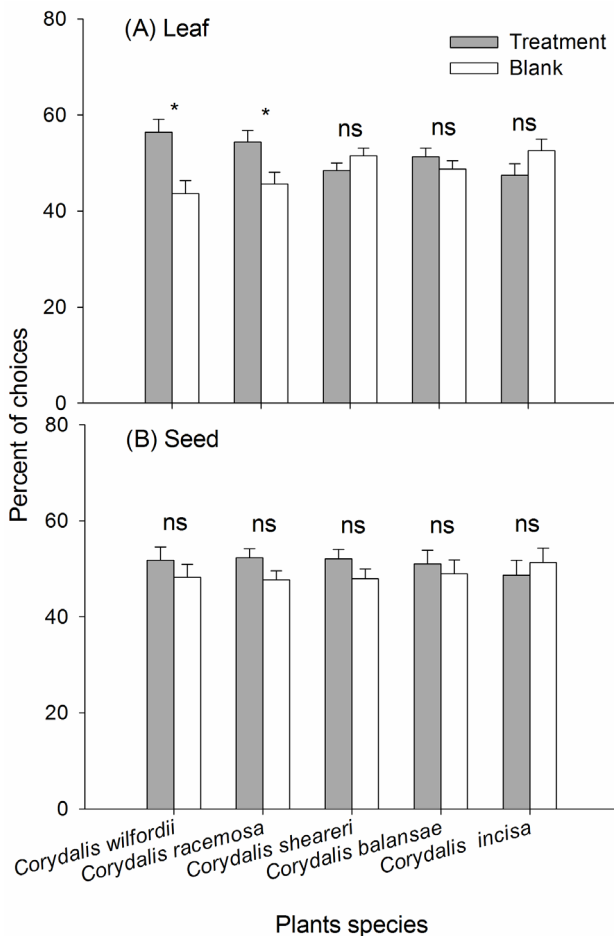 (A) Leaf
Treatment
Blank
80
60
40
20
0
* * ns ns ns
(B) Seed
80
60
40
20
0
ns ns ns ns ns
Percent of choices
Corydalis wilfordii
Corydalis racemosa
Corydalis sheareri
Corydalis balansae
Corydalis incisa
Plants species